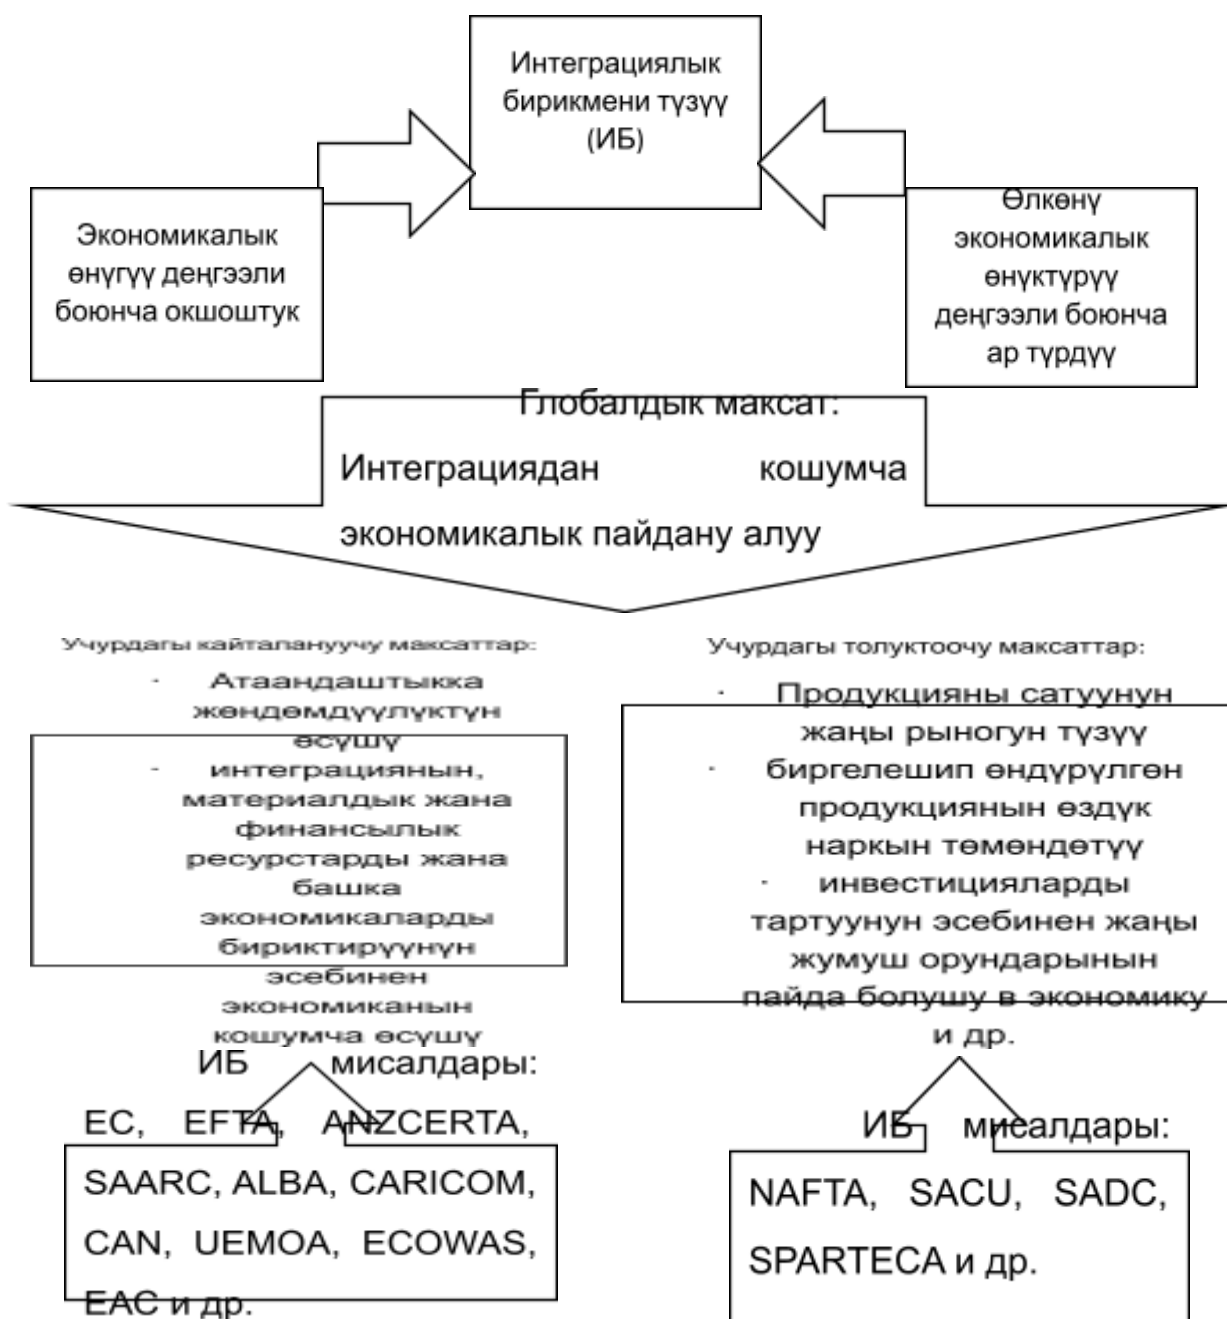 Интеграциялык
бирикмени түзүү
(ИБ)
Экономикалык
өнүгүү деңгээли
боюнча окшоштук
Өлкөнү
экономикалык
өнүктүрүү
деңгээли боюнча
ар түрдүү
Глобалдык максат:
Интеграциядан кошумча
экономикалык пайдану алуу
Учурдагы кайталануучу максаттар:
· Атаандаштыкка
жөндөмдүүлүктүн
өсүшү
· интеграциянын,
материалдык жана
финансылык
ресурстарды жана
башка
экономикаларды
бириктирүүнүн
эсебинен
экономиканын
кошумча өсүшү
Учурдагы толуктоочу максаттар:
· Продукцияны сатуунун
жаңы рыногун түзүү
· биргелешип өндүрүлгөн
продукциянын өздүк
наркын төмөндөтүү
· инвестицияларды
тартуунун эсебинен жаңы
жумуш орундарынын
пайда болушу в экономику
и др.
ИБ мисалдары:
ЕС, EFTA, ANZCERTA,
SAARC, ALBA, CARICOM,
CAN, UEMOA, ECOWAS,
EAC и др.
ИБ мисалдары:
NAFTA, SACU, SADC,
SPARTECA и др.